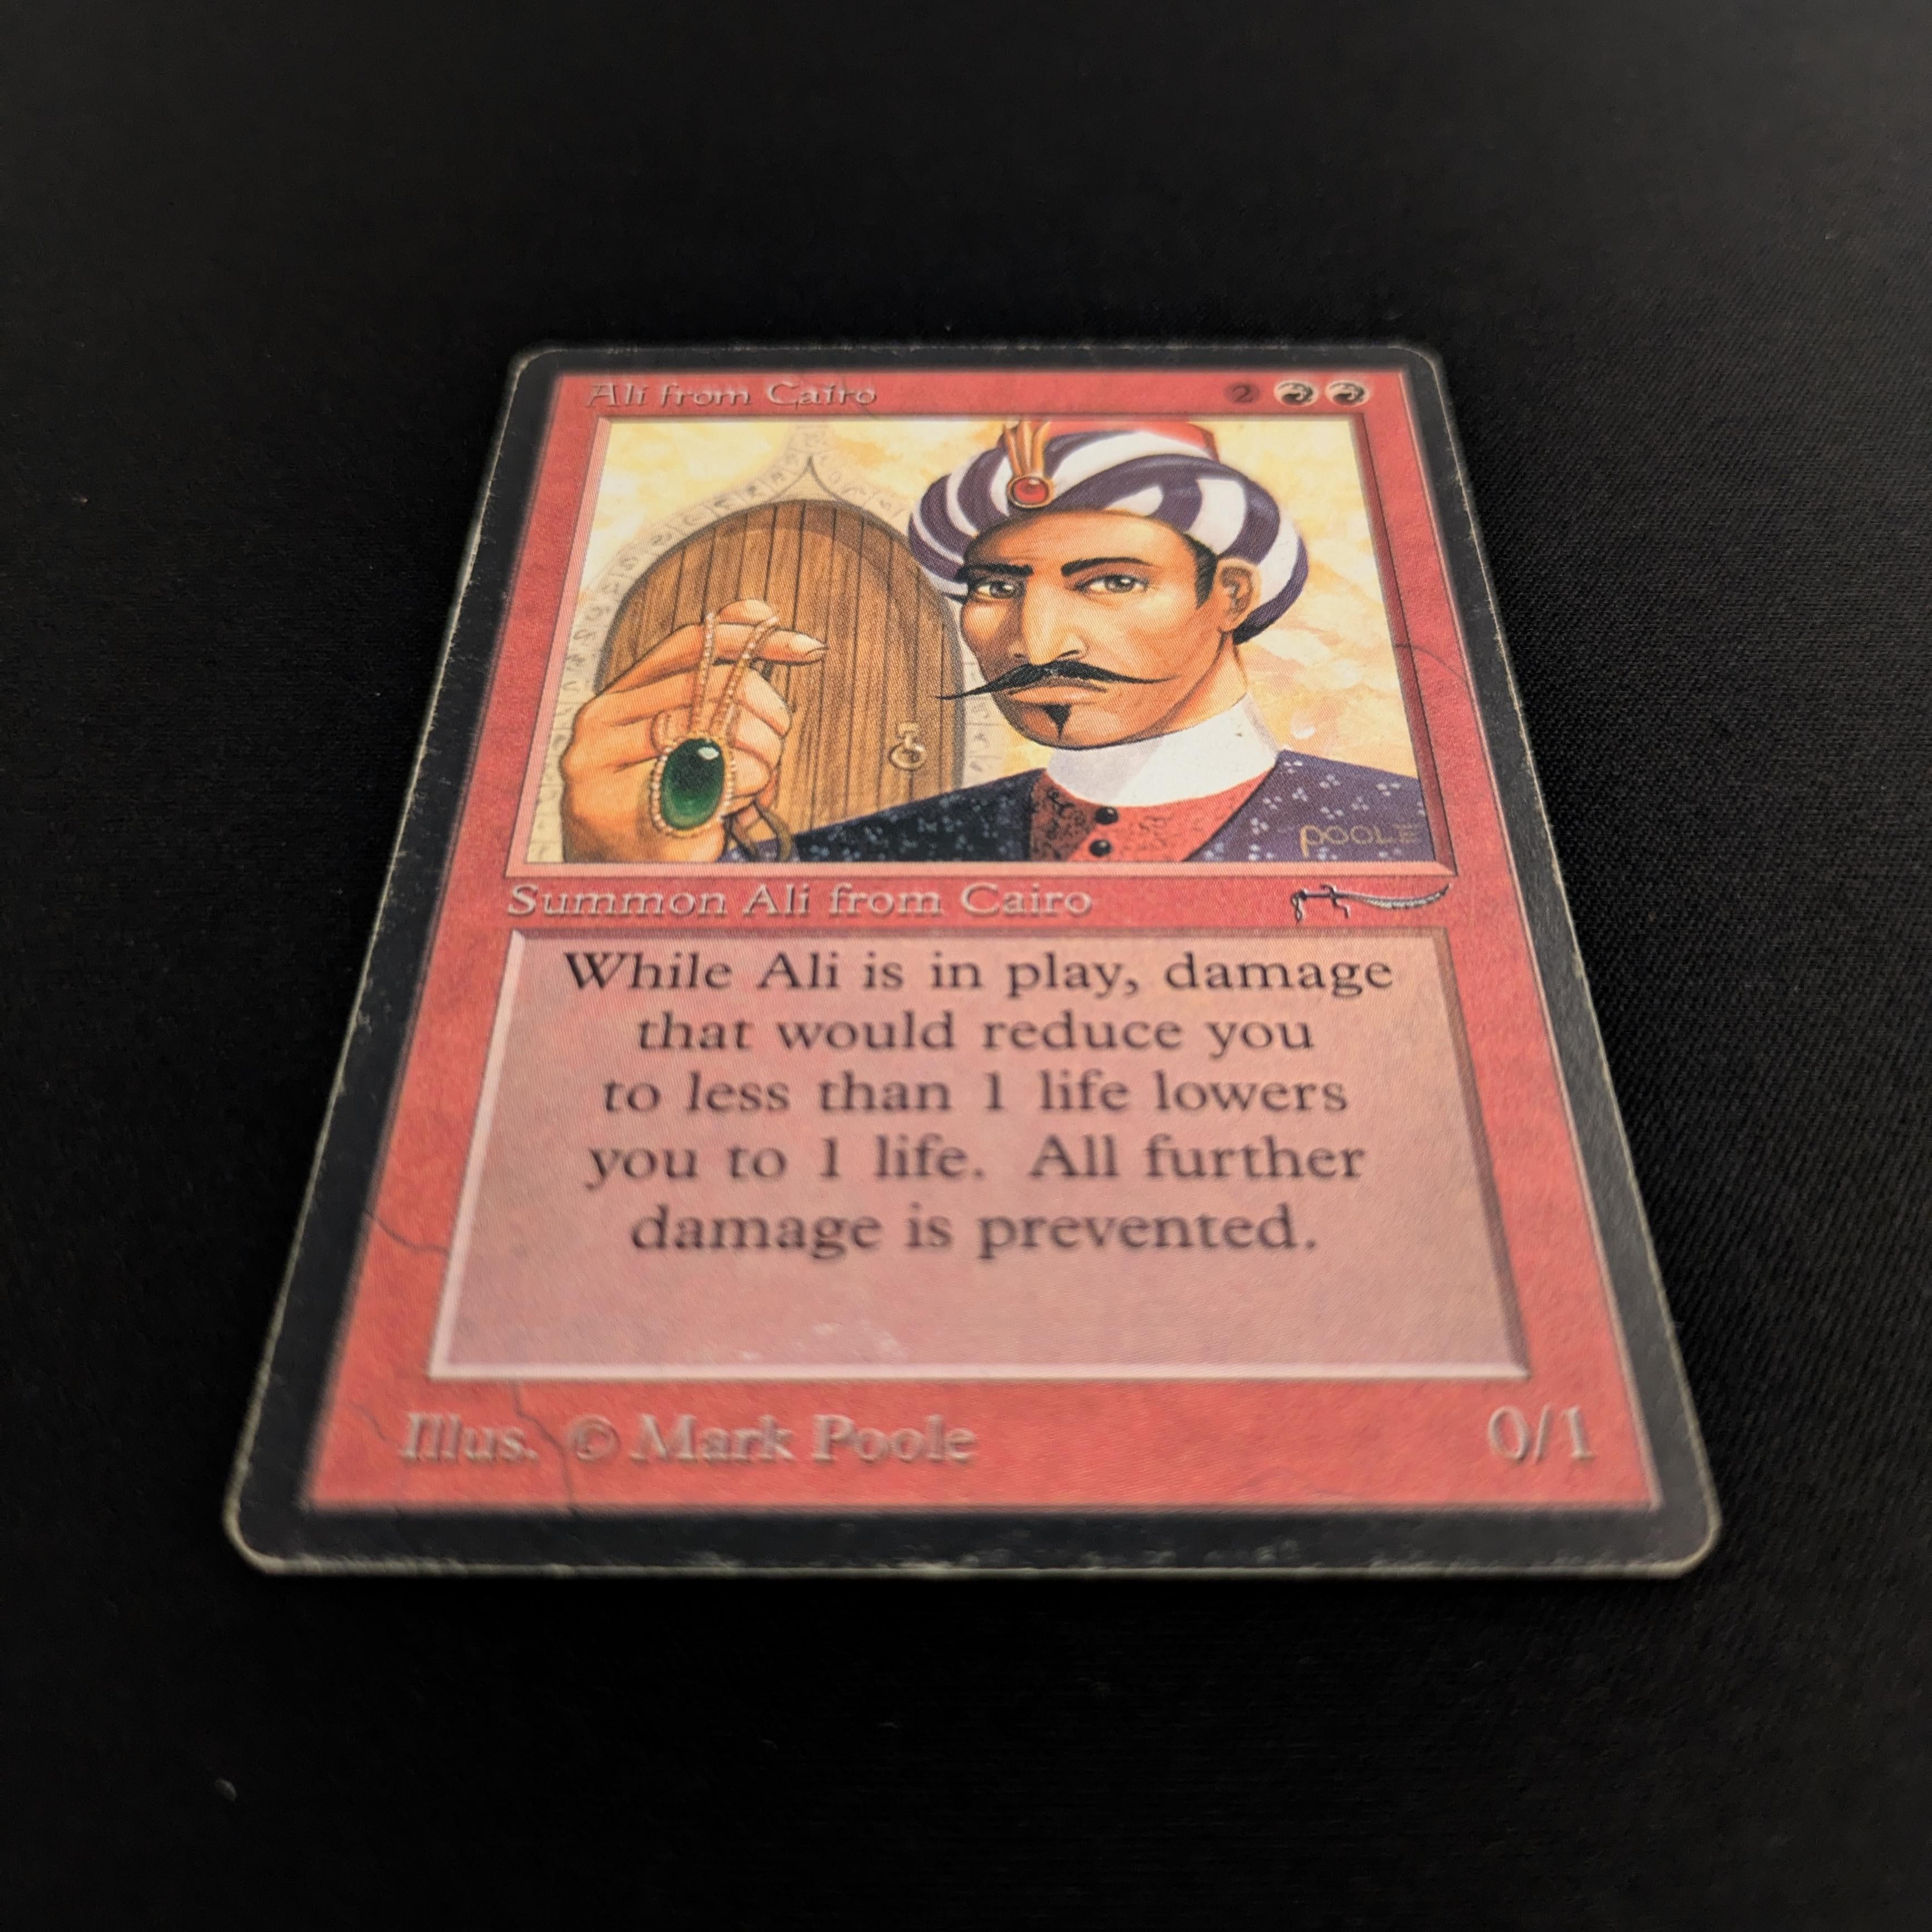 Ali from Cairo 2
POOLE
Summon Ali from Cairo
While Ali is in play, damage
that would reduce you
to less than 1 life lowers
you to 1 life. All further
damage is prevented.
Illus. © Mark Poole 0/1